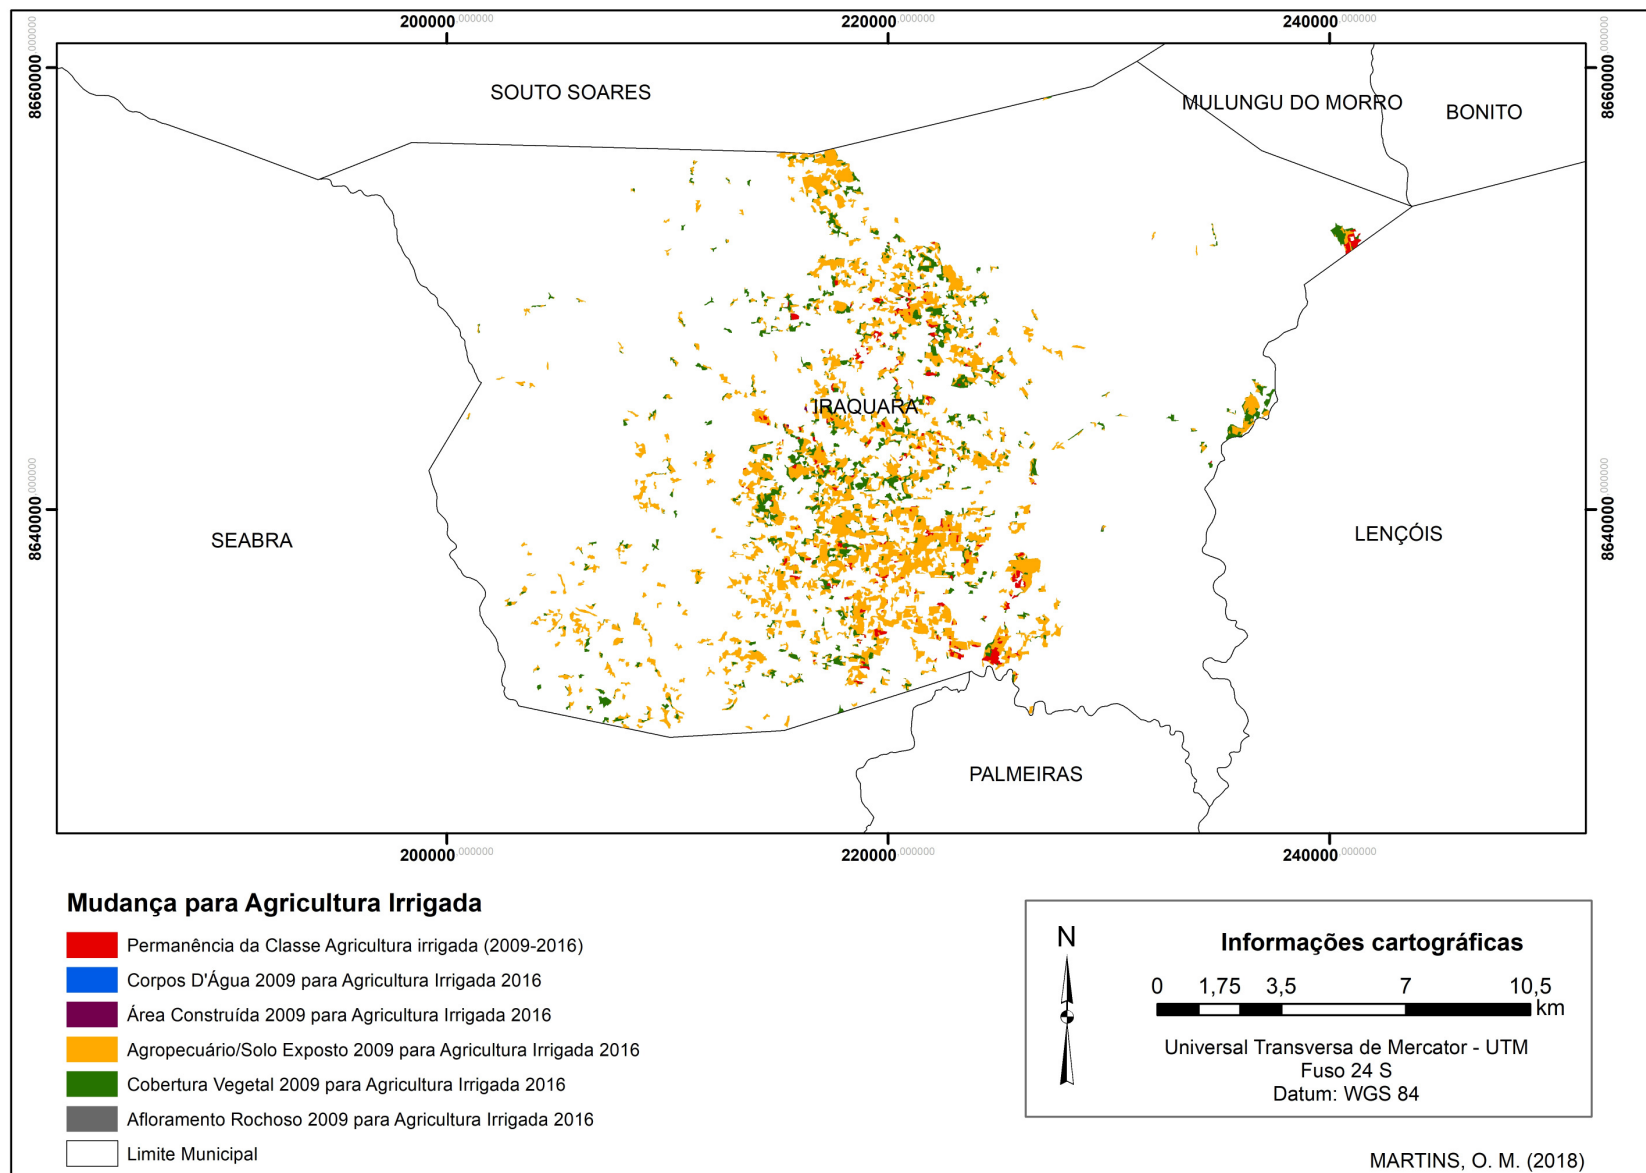 200000,000000 220000,000000 240000,000000
8660000,000000 8660000,000000
SOUTO SOARES
MULUNGU DO MORRO
BONITO
IRAQUARA
8640000,000000 8640000,000000
SEABRA
LENÇÓIS
PALMEIRAS
200000,000000 220000,000000 240000,000000
Mudança para Agricultura Irrigada
Permanência da Classe Agricultura irrigada (2009-2016)
Corpos D'Água 2009 para Agricultura Irrigada 2016
Área Construída 2009 para Agricultura Irrigada 2016
Agropecuário/Solo Exposto 2009 para Agricultura Irrigada 2016
Cobertura Vegetal 2009 para Agricultura Irrigada 2016
Afloramento Rochoso 2009 para Agricultura Irrigada 2016
Limite Municipal
N
Informações cartográficas
0 1,75 3,5 7 10,5
km
Universal Transversa de Mercator - UTM
Fuso 24 S
Datum: WGS 84
MARTINS, O. M. (2018)